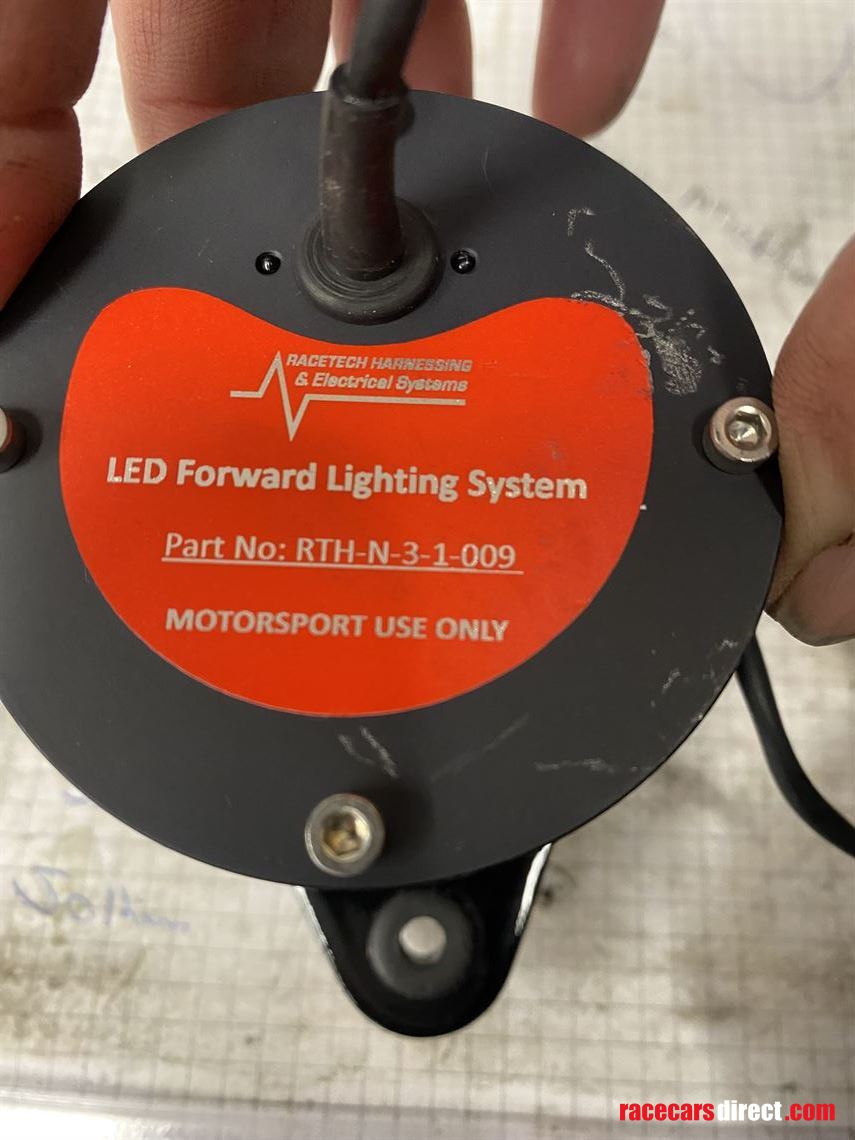 RACETECH HARNESSING
& Electrical Systems
LED Forward Lighting System
Part No: RTH-N-3-1-009
MOTORSPORT USE ONLY
racecarsdirect.com